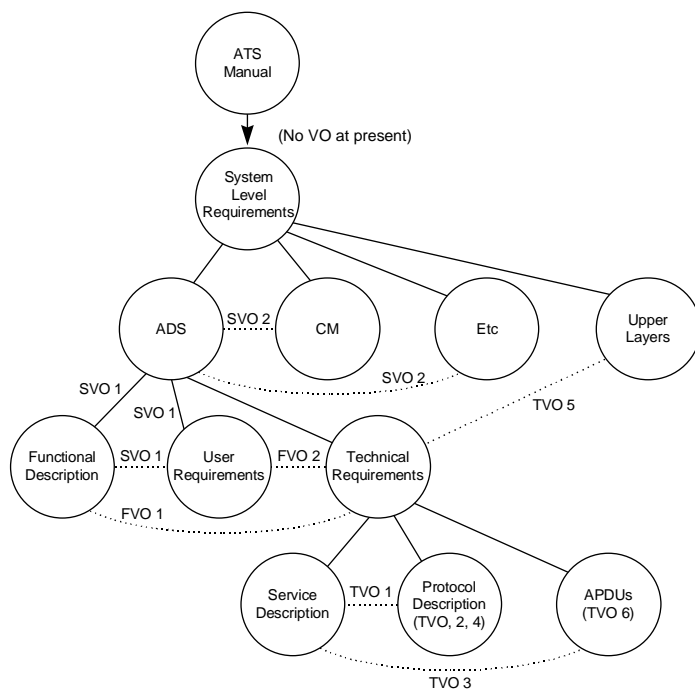 ATS
Manual
(No VO at present)
System
Level
Requirements
ADS
SVO 2
CM
Etc
Upper
Layers
SVO 2
TVO 5
SVO 1
SVO 1
Functional
Description
SVO 1
User
Requirements
FVO 2
Technical
Requirements
FVO 1
Service
Description
TVO 1
Protocol
Description
(TVO, 2, 4)
APDUs
(TVO 6)
TVO 3